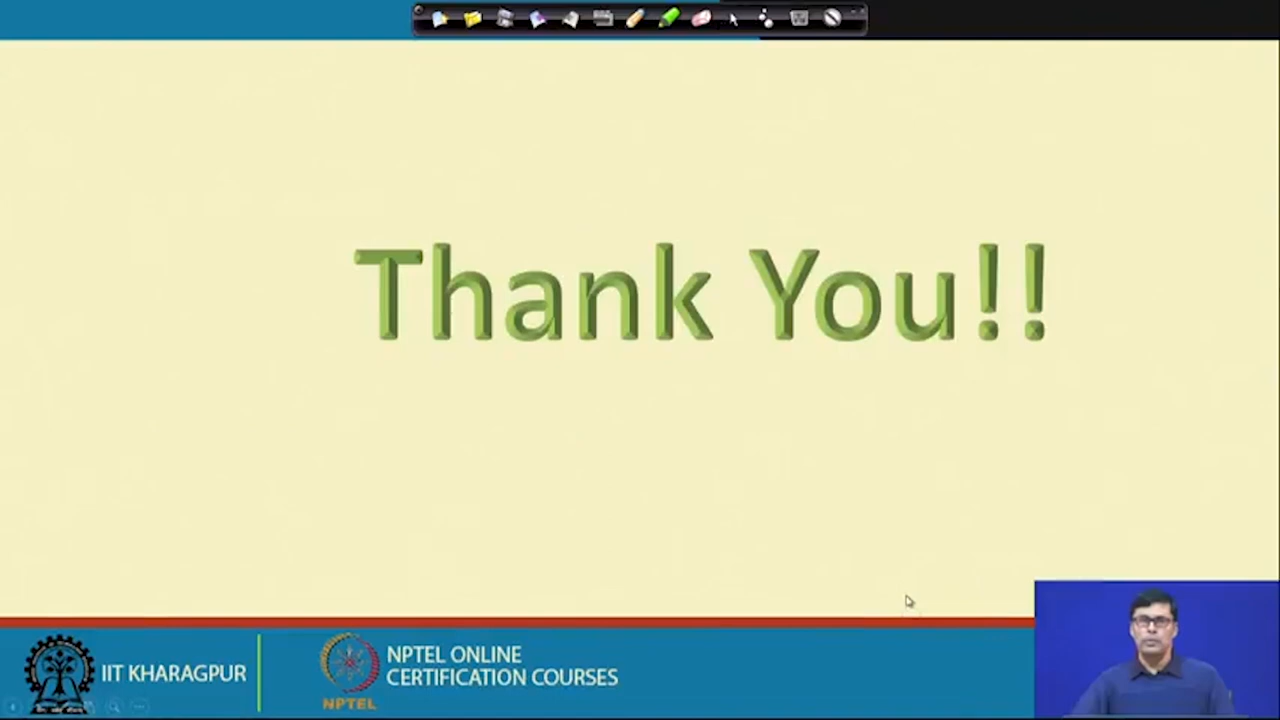 Thank You!!
IIT KHARAGPUR
NPTEL
NPTEL ONLINE
CERTIFICATION COURSES